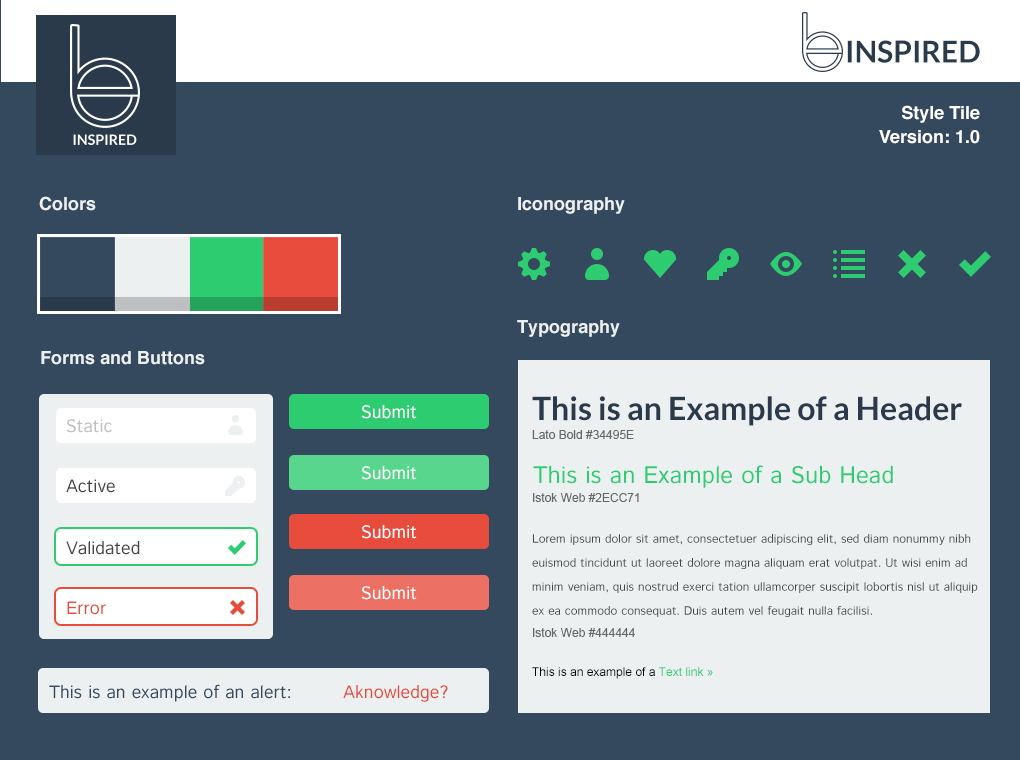 INSPIRED
INSPIRED
Style Tile
Version: 1.0
Colors
Forms and Buttons
Static
Active
Validated
Error
Submit
Submit
Submit
Submit
This is an example of an alert: Aknowledge?
Iconography
Typography
This is an Example of a Header
Lato Bold #34495E
This is an Example of a Sub Head
Istok Web #2ECC71
Lorem ipsum dolor sit amet, consectetuer adipiscing elit, sed diam nonummy nibh
euismod tincidunt ut laoreet dolore magna aliquam erat volutpat. Ut wisi enim ad
minim veniam, quis nostrud exerci tation ullamcorper suscipit lobortis nisl ut aliquip
ex ea commodo consequat. Duis autem vel feugait nulla facilisi.
Istok Web #444444
This is an example of a Text link »